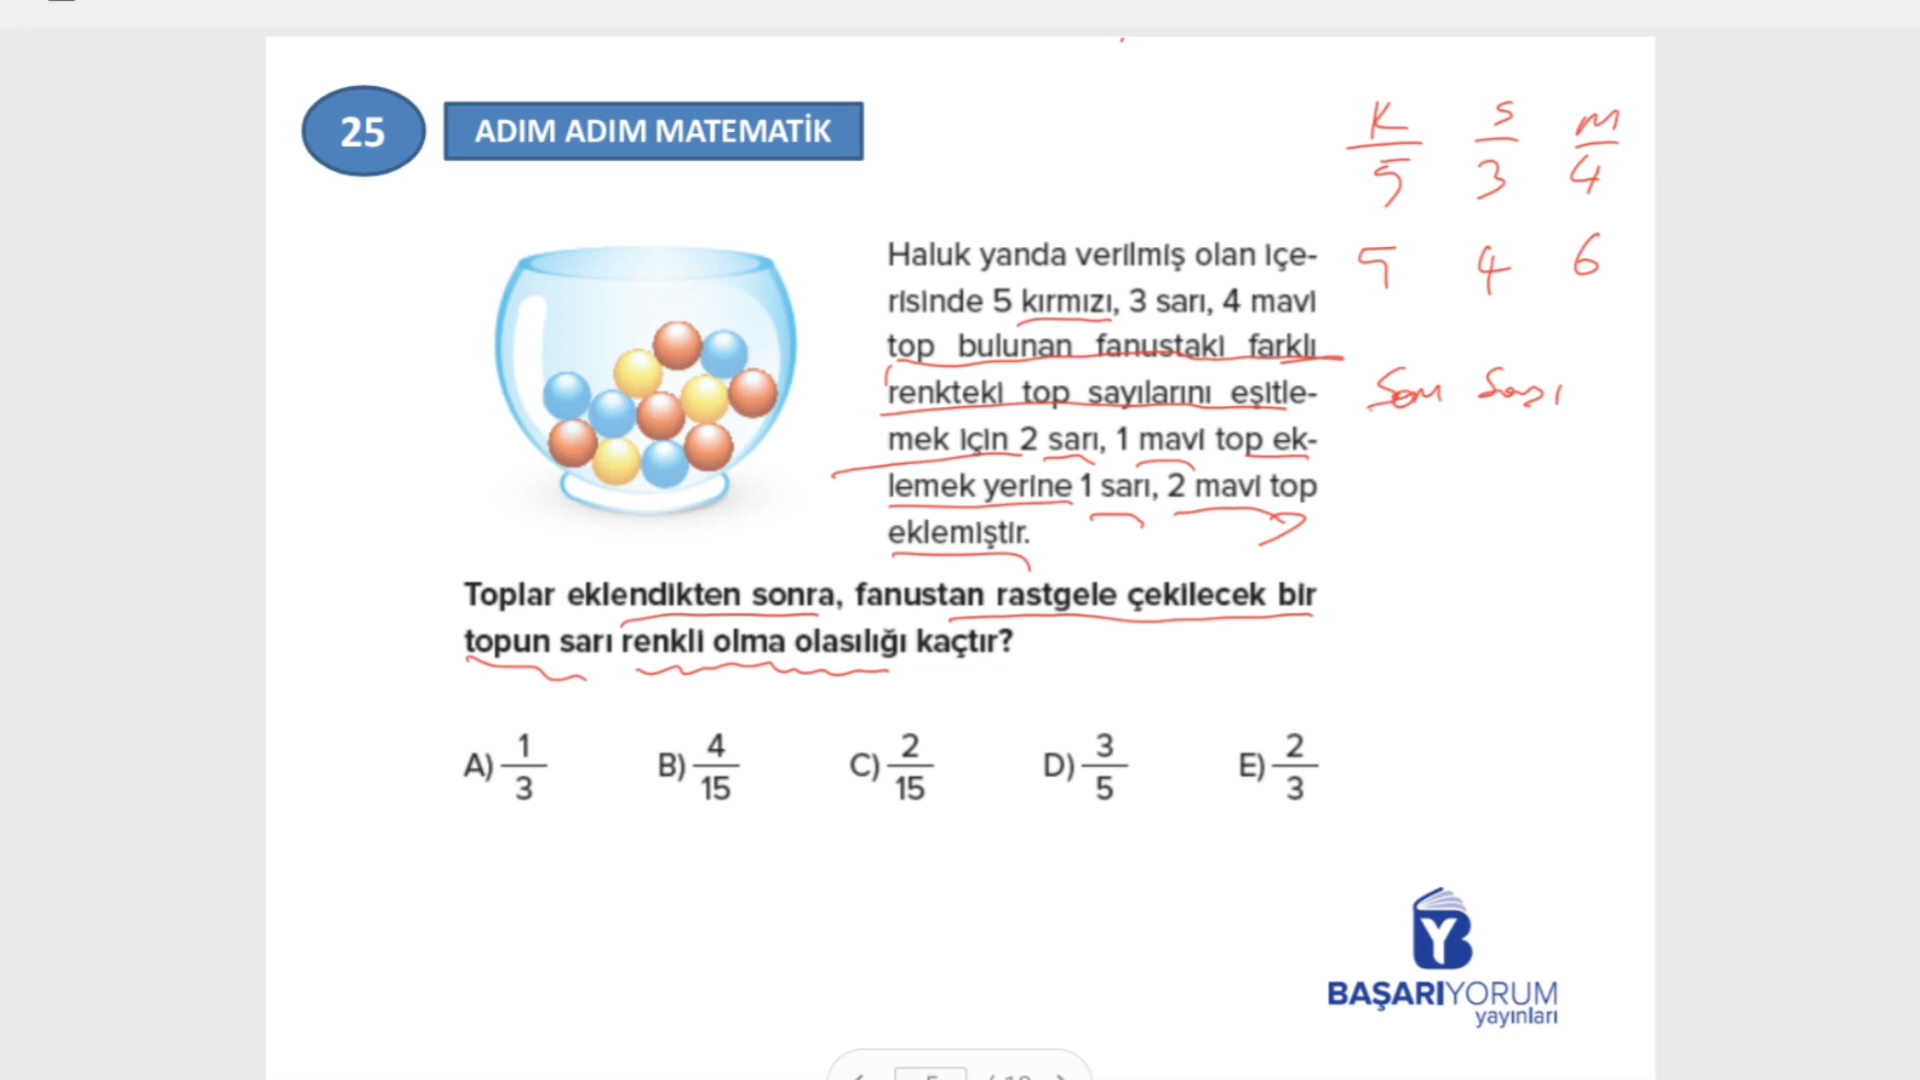 25
ADIM ADIM MATEMATİK
K S M
5 3 4
5 4 6
Haluk yanda verilmiş olan içe-
risinde 5 kırmızı, 3 sarı, 4 mavi
top bulunan fanustaki farklı
renkteki top sayılarını eşitle-
mek için 2 sarı, 1 mavi top ek-
lemek yerine 1 sarı, 2 mavi top
eklemiştir.
Toplar eklendikten sonra, fanustan rastgele çekilecek bir
topun sarı renkli olma olasılığı kaçtır?
A) 1/3 B) 4/15 C) 2/15 D) 3/5 E) 2/3
BAŞARIYORUM
yayınları